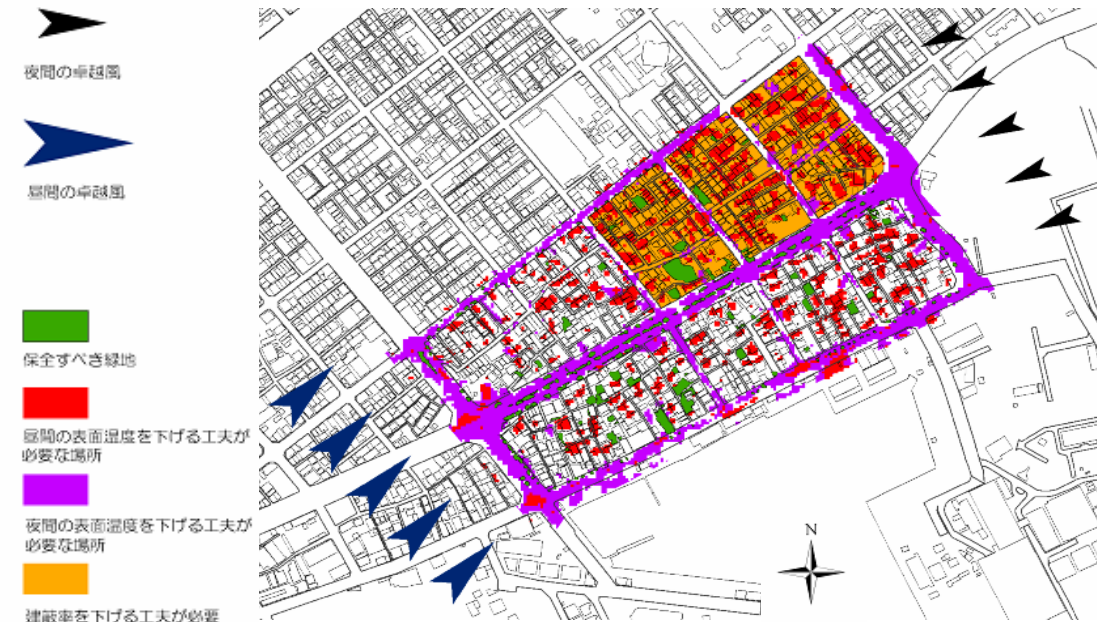 夜間の卓越風
昼間の卓越風
保全すべき緑地
昼間の表面温度を下げる工夫が
必要な場所
夜間の表面温度を下げる工夫が
必要な場所
建蔽率を下げる工夫が必要
N